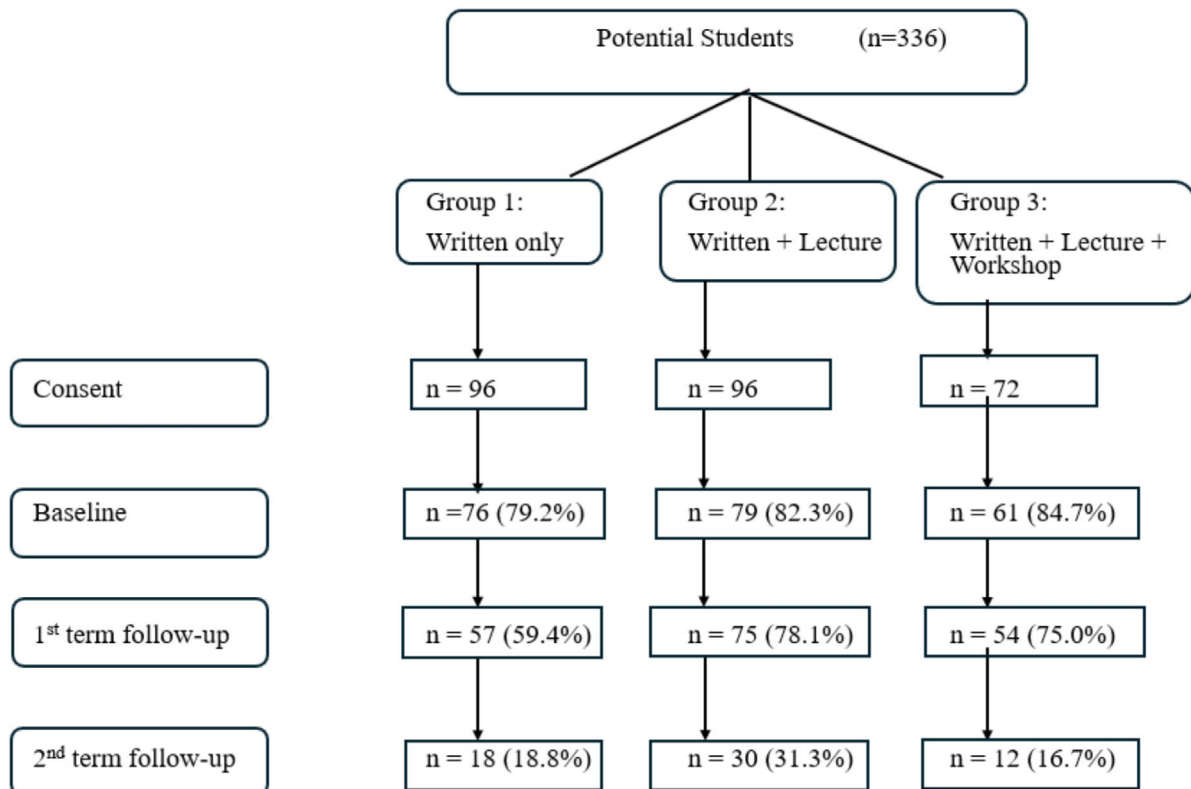 Potential Students (n=336)
Group 1:
Written only
Group 2:
Written + Lecture
Group 3:
Written + Lecture +
Workshop
Consent
n = 96
n = 96
n = 72
Baseline
n =76 (79.2%)
n = 79 (82.3%)
n = 61 (84.7%)
1st term follow-up
n = 57 (59.4%)
n = 75 (78.1%)
n = 54 (75.0%)
2nd term follow-up
n = 18 (18.8%)
n = 30 (31.3%)
n = 12 (16.7%)